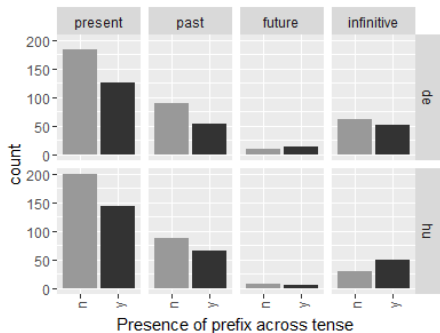 present past future infinitive
200
150
100
50
0
de
count
200
150
100
50
0
hu
n y n y n y n y
Presence of prefix across tense